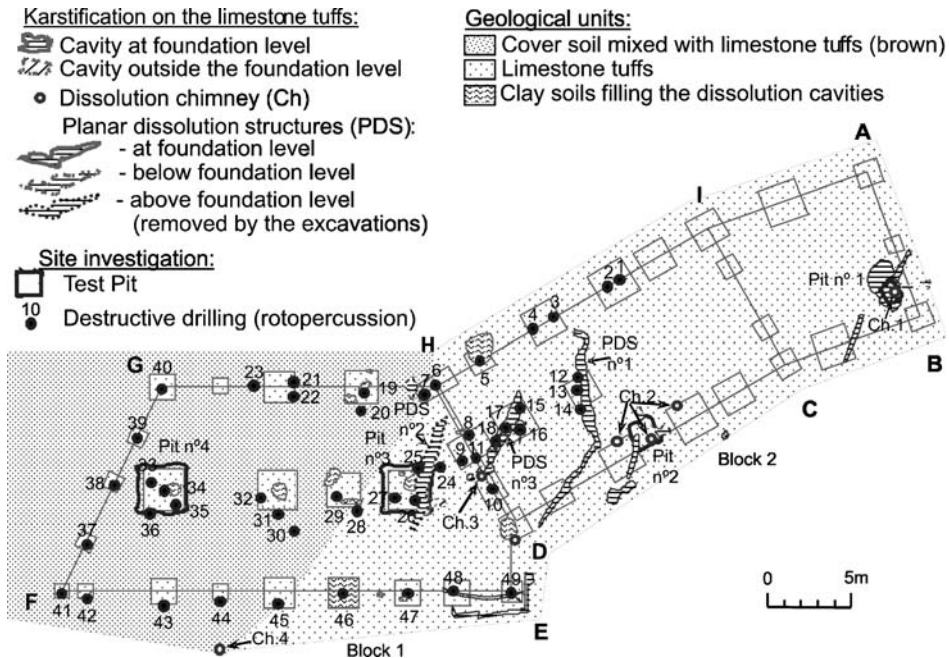 Karstification on the limestone tuffs:
Cavity at foundation level
Cavity outside the foundation level
Dissolution chimney (Ch)
Planar dissolution structures (PDS):
- at foundation level
- below foundation level
- above foundation level
(removed by the excavations)
Site investigation:
Test Pit
10
Destructive drilling (rotopercussion)
Geological units:
Cover soil mixed with limestone tuffs (brown)
Limestone tuffs
Clay soils filling the dissolution cavities
A
I
21
3
4
Pit nº 1
Ch.1
B
H
PDS
nº1
5
C
G
40
23
21
22
19
20
6
7
PDS
nº2
12
13
14
Ch.2
Pit
nº2
Block 2
15
17
18
16
PDS
nº3
8
9
11
10
Ch.3
39
Pit nº4
33
34
35
36
38
37
32
31
30
29
28
Pit
nº3
25
24
27
26
D
0 5m
F
41
42
43
44
45
46
47
48
49
E
Ch.4
Block 1